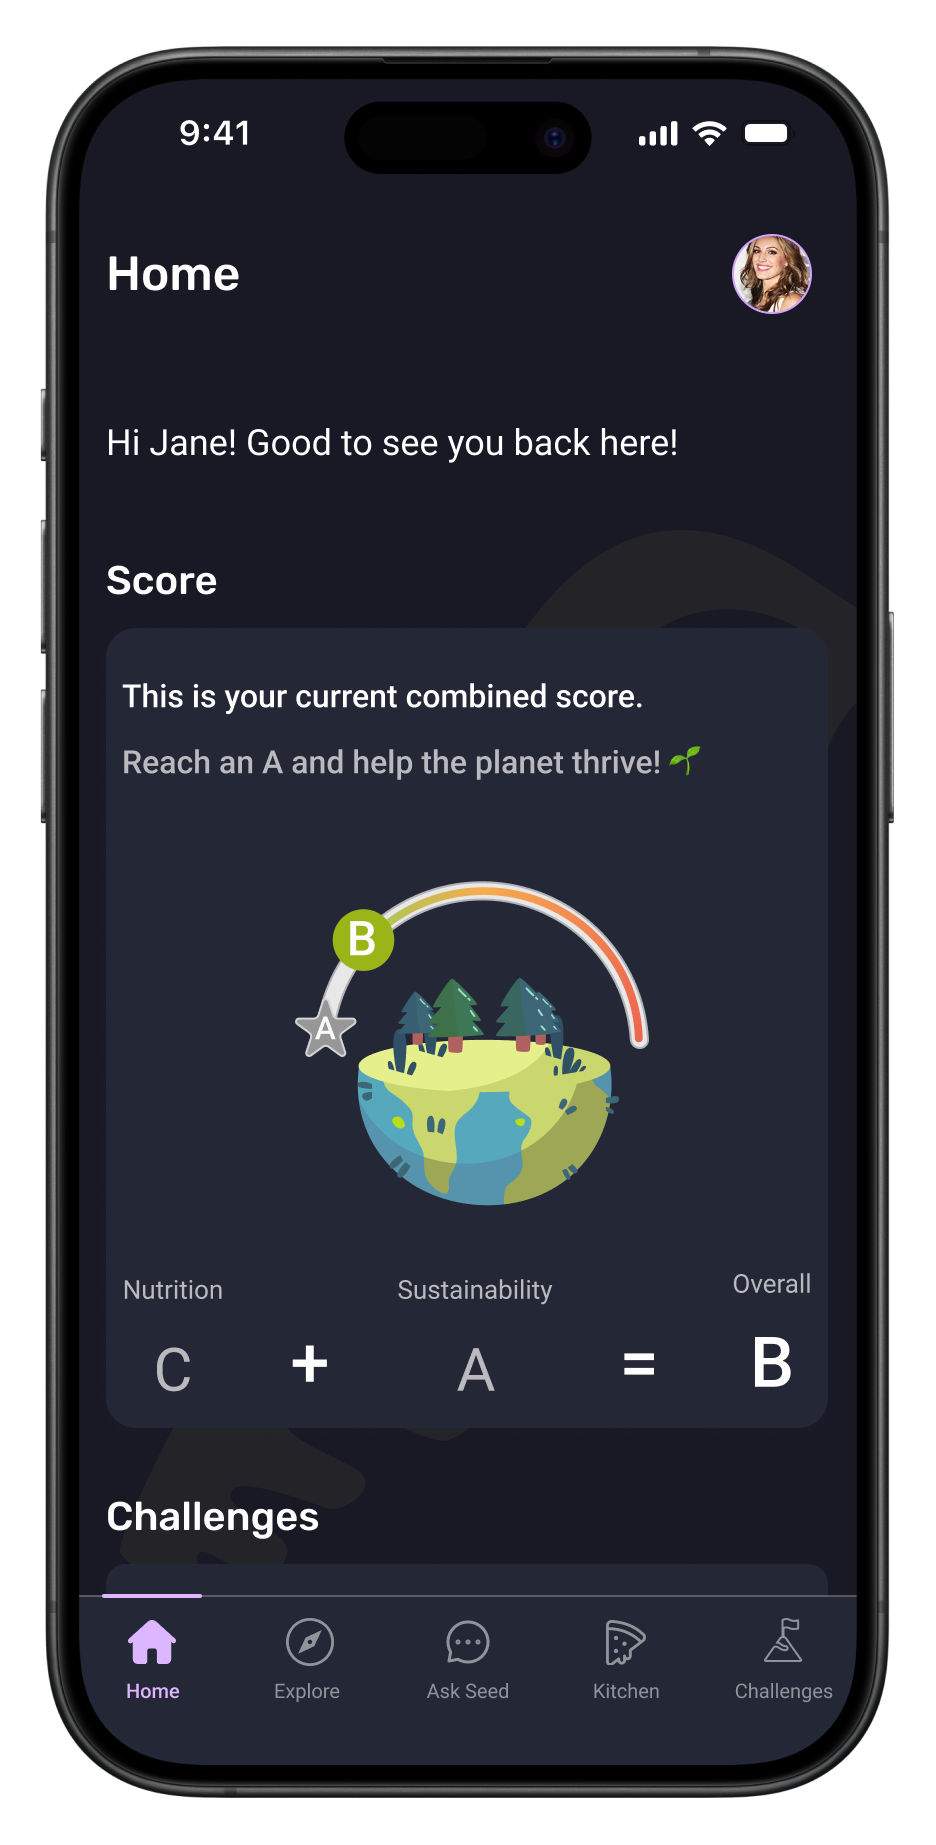 9:41
Home
Hi Jane! Good to see you back here!
Score
This is your current combined score.
Reach an A and help the planet thrive! 🌱
B
A
Nutrition Sustainability Overall
C + A = B
Challenges
Home Explore Ask Seed Kitchen Challenges